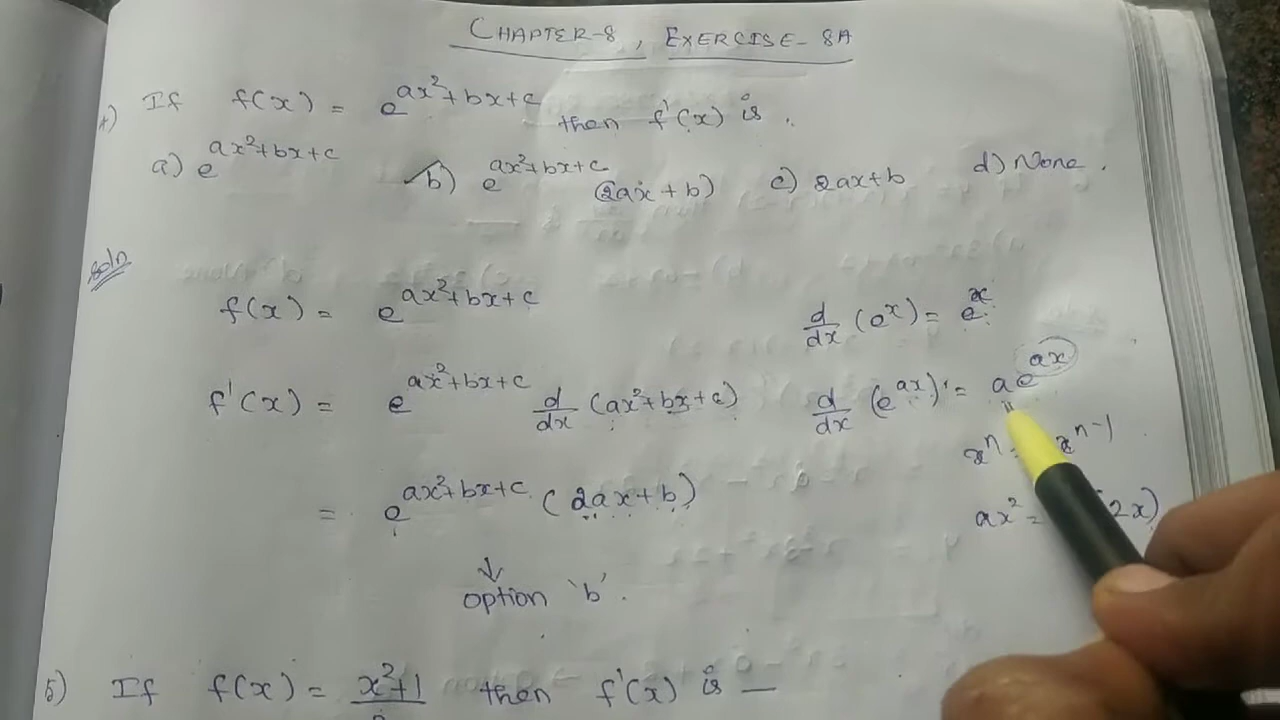 CHAPTER-8, EXERCISE-8A
If f(x) = e^{ax²+bx+c} then f'(x) is .
a) e^{ax²+bx+c} b) e^{ax²+bx+c} (2ax+b) c) 2ax+b d) None .
Soln
f(x) = e^{ax²+bx+c}
d/dx (e^x) = e^x
f'(x) = e^{ax²+bx+c} d/dx (ax²+bx+c)
d/dx (e^{ax})' = ae^{ax}
x^n = x^{n-1}
= e^{ax²+bx+c} (2ax+b)
ax² = (2x)
↓
option 'b'.
5) If f(x) = x²+1 then f'(x) is —